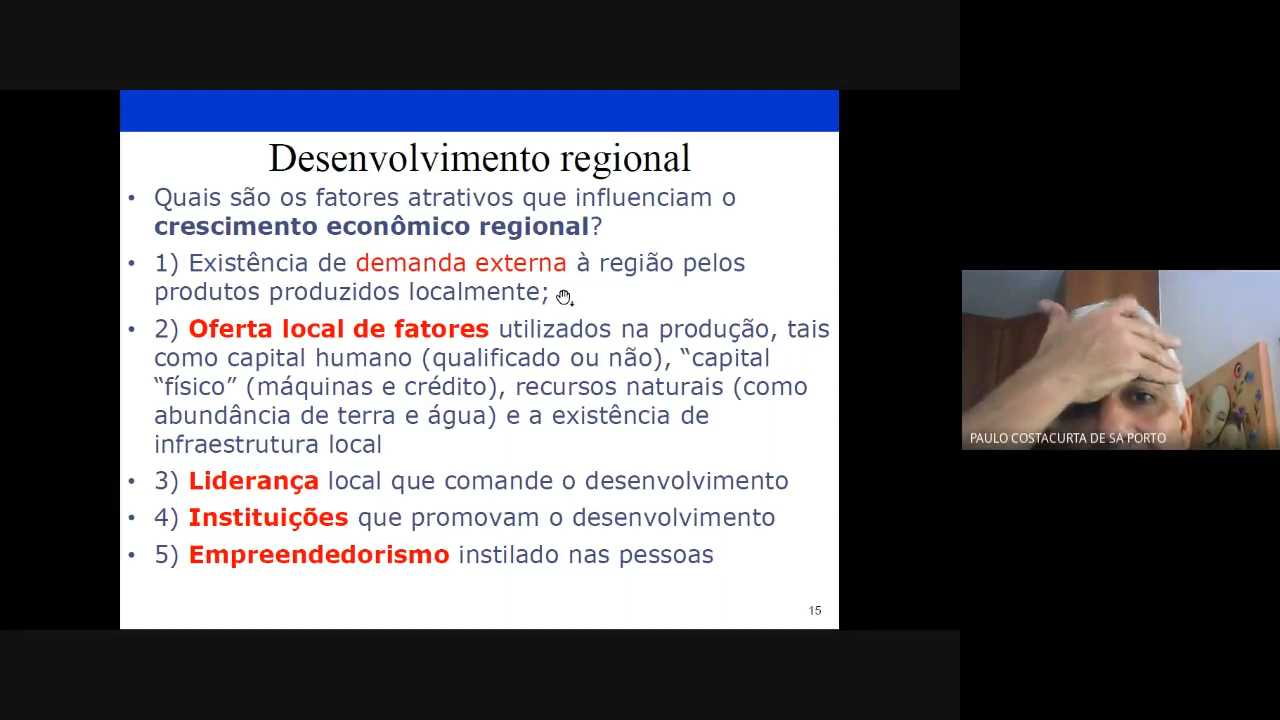 Desenvolvimento regional
• Quais são os fatores atrativos que influenciam o
crescimento econômico regional?
• 1) Existência de demanda externa à região pelos
produtos produzidos localmente;
• 2) Oferta local de fatores utilizados na produção, tais
como capital humano (qualificado ou não), “capital
“físico” (máquinas e crédito), recursos naturais (como
abundância de terra e água) e a existência de
infraestrutura local
• 3) Liderança local que comande o desenvolvimento
• 4) Instituições que promovam o desenvolvimento
• 5) Empreendedorismo instilado nas pessoas
15
PAULO COSTACURTA DE SA PORTO